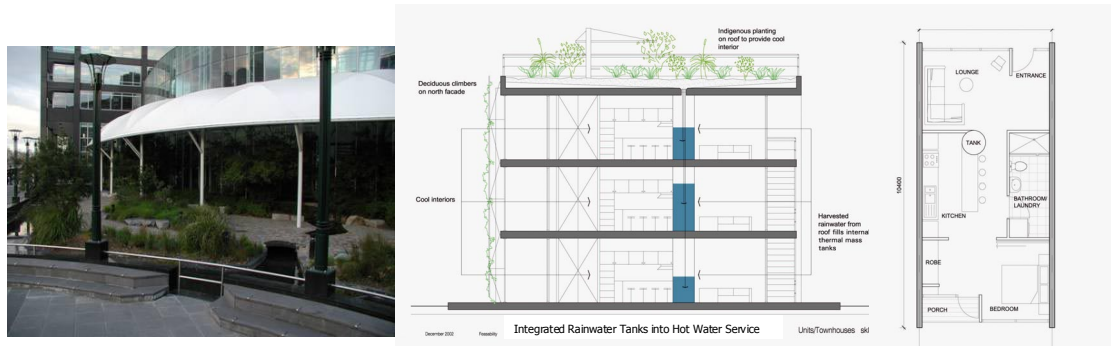 Indigenous planting
on roof to provide cool
interior
Deciduous climbers
on north facade
Cool interiors
Harvested
rainwater from
roof fills internal
thermal mass
tanks
December 2002
Feasability
Integrated Rainwater Tanks into Hot Water Service
Units/Townhouses skl
LOUNGE
ENTRANCE
TANK
10400
KITCHEN
BATHROOM/
LAUNDRY
ROBE
PORCH
BEDROOM